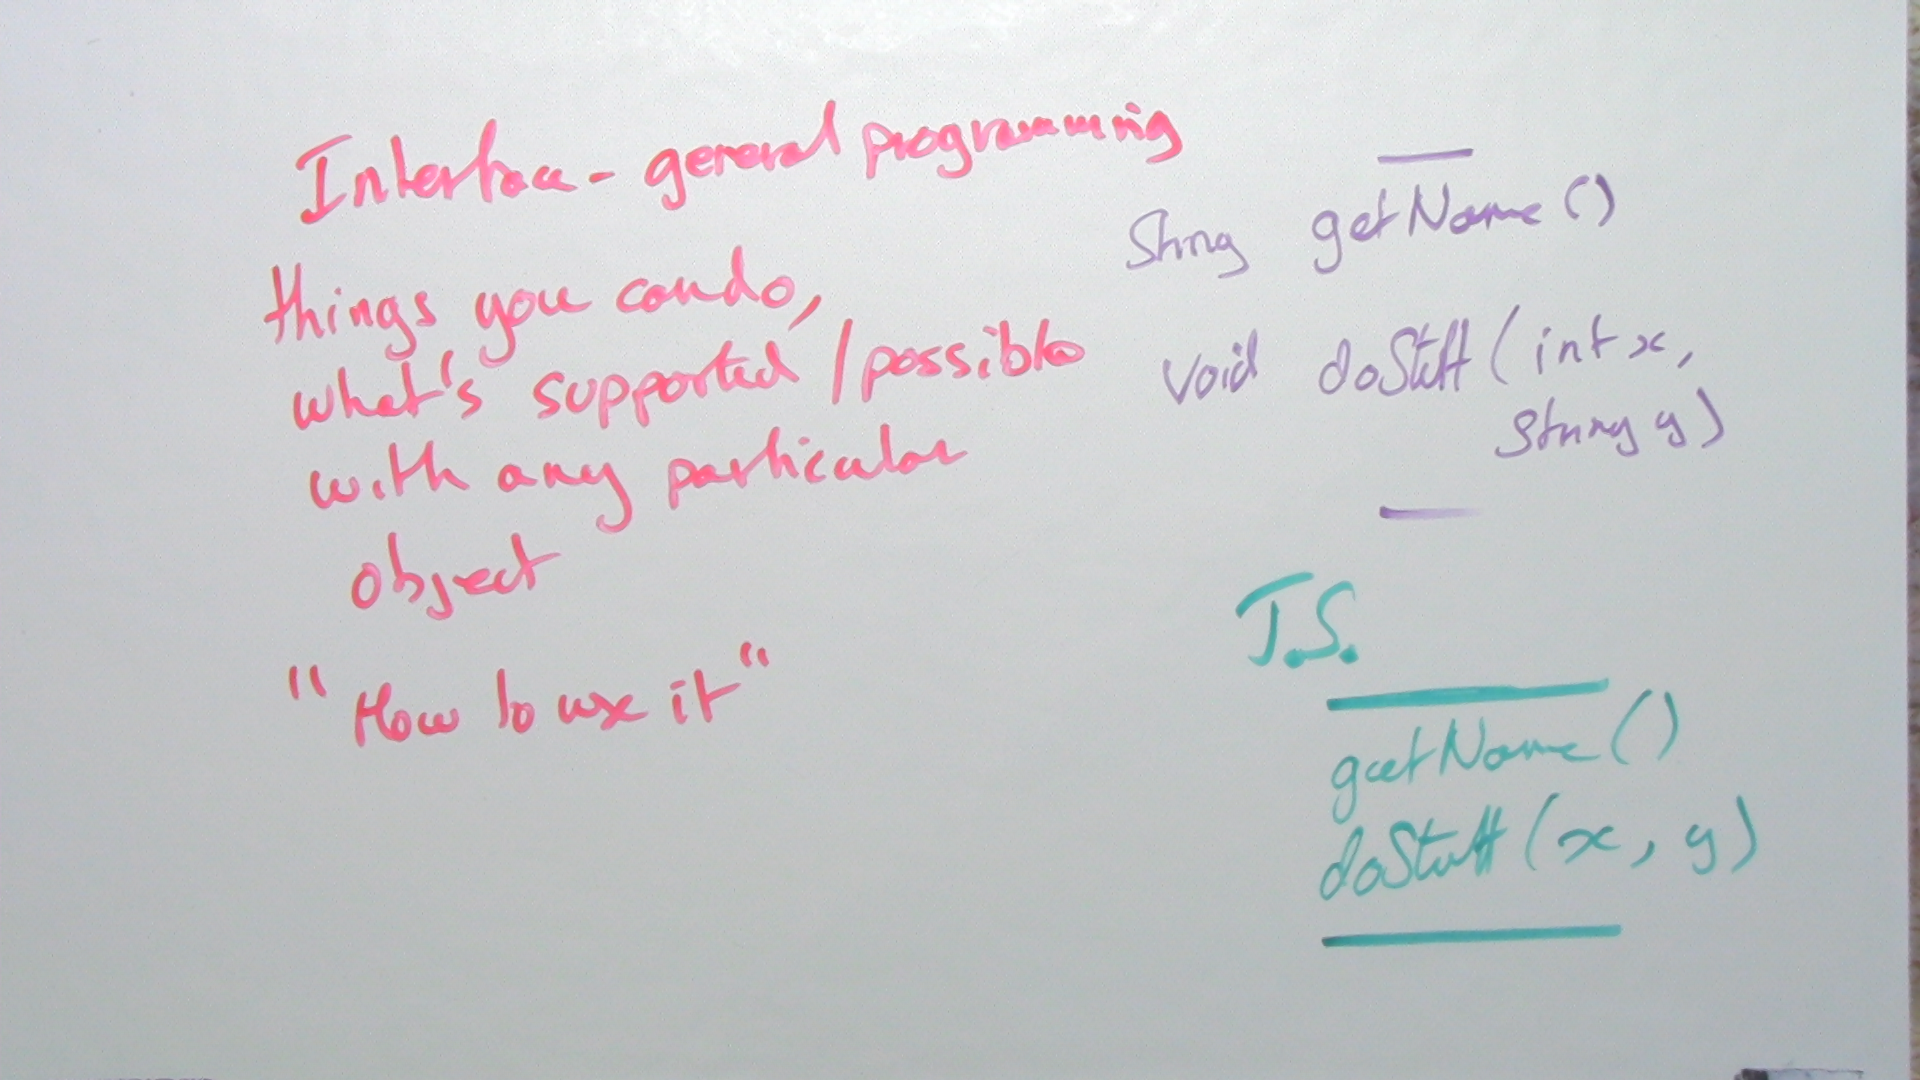 Interface - general programming
things you can do,
what's supported / possible
with any particular
object
"How to use it"
String getName()
void doStuff(int x,
String y)
J.S.
getName()
doStuff(x, y)